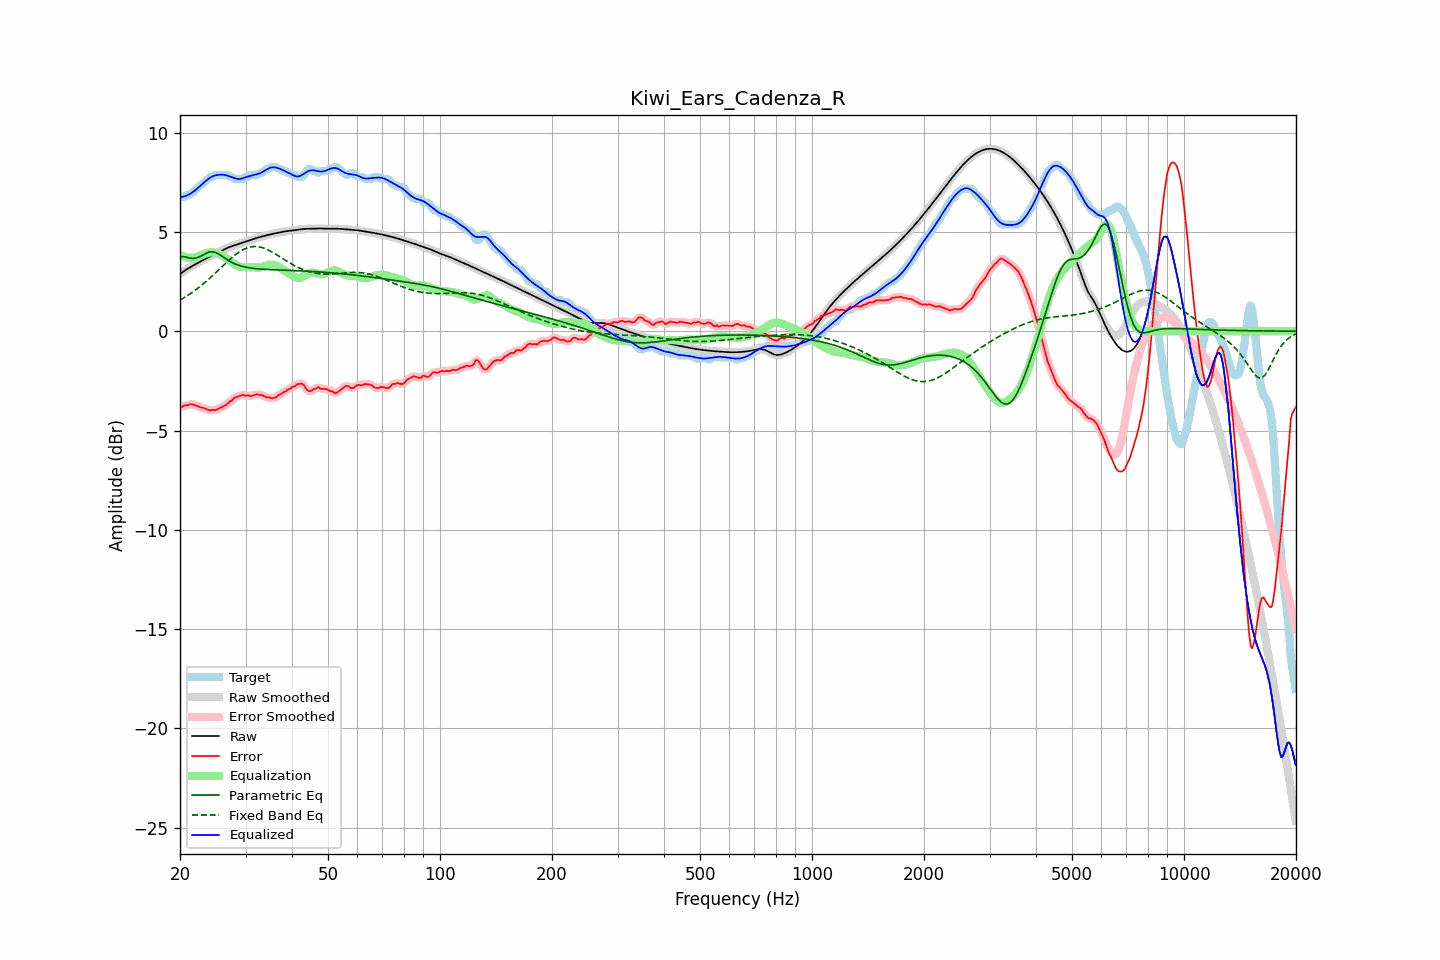 Kiwi_Ears_Cadenza_R
10
5
0
−5
−10
−15
−20
−25
Amplitude (dBr)
Target
Raw Smoothed
Error Smoothed
Raw
Error
Equalization
Parametric Eq
Fixed Band Eq
Equalized
20 50 100 200 500 1000 2000 5000 10000 20000
Frequency (Hz)